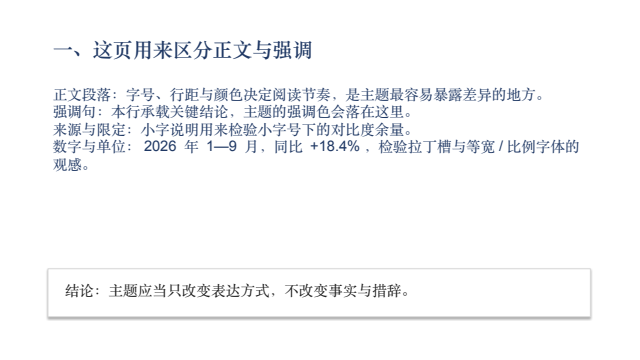 一、这页用来区分正文与强调
正文段落：字号、行距与颜色决定阅读节奏，是主题最容易暴露差异的地方。
强调句：本行承载关键结论，主题的强调色会落在这里。
来源与限定：小字说明用来检验小字号下的对比度余量。
数字与单位： 2026 年 1—9 月，同比 +18.4% ，检验拉丁槽与等宽 / 比例字体的
观感。
结论：主题应当只改变表达方式，不改变事实与措辞。